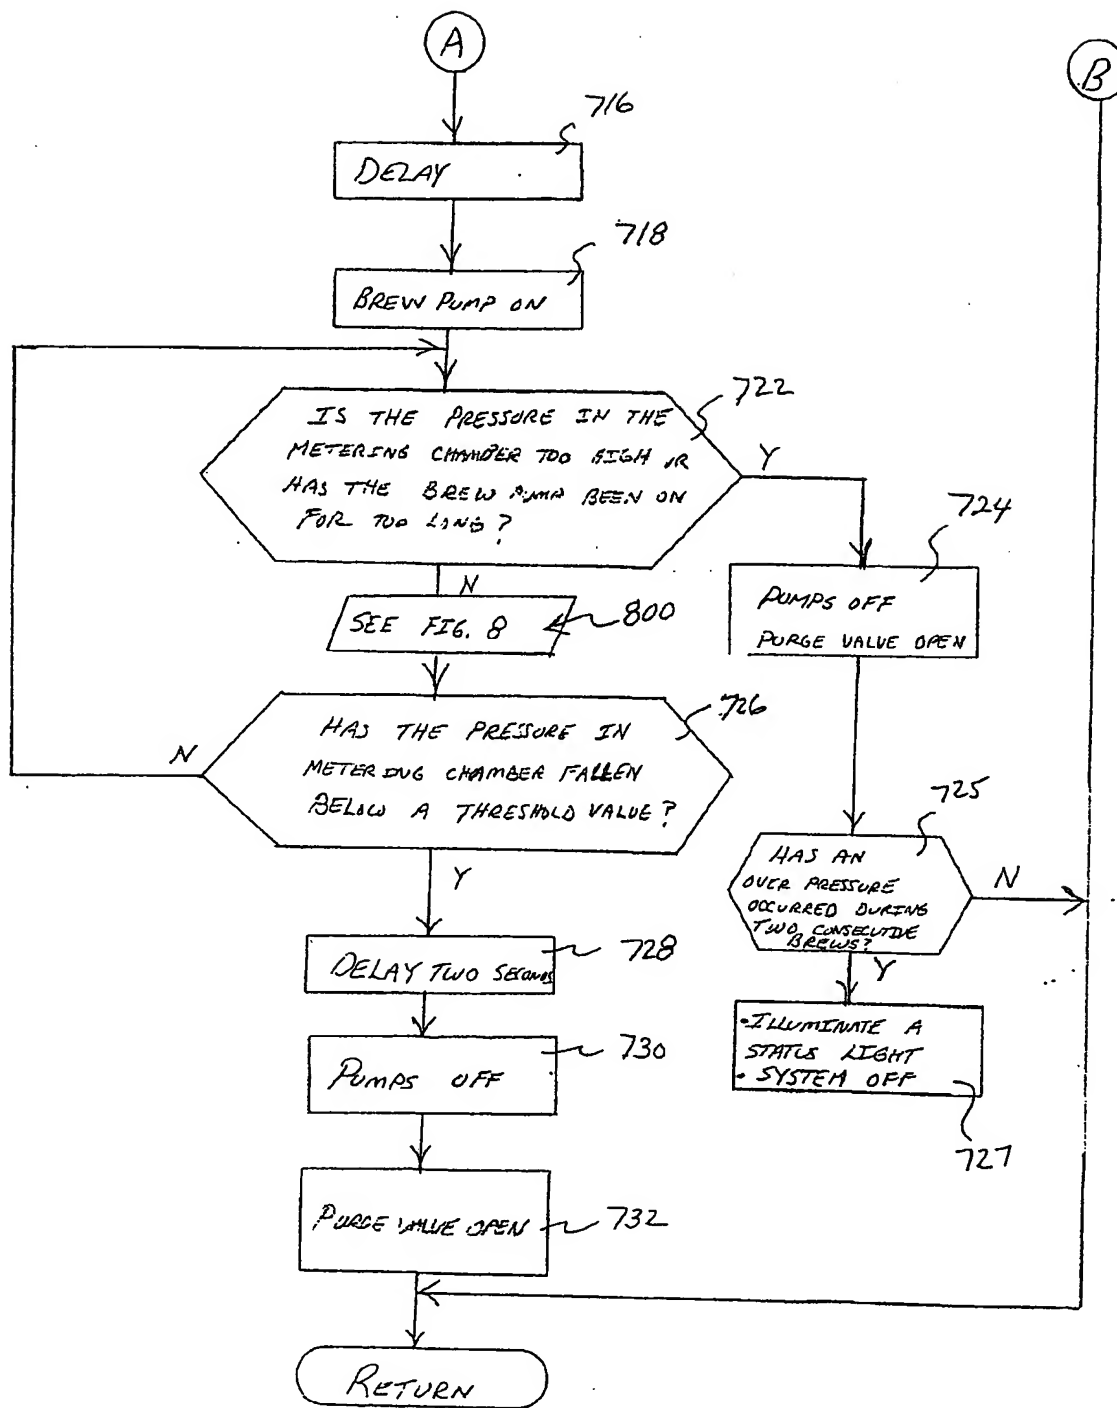 A
B
716
DELAY
718
BREW PUMP ON
722
IS THE PRESSURE IN THE
METERING CHAMBER TOO HIGH OR
HAS THE BREW PUMP BEEN ON
FOR TOO LONG?
Y
N
724
PUMPS OFF
PURGE VALUE OPEN
SEE FIG. 8
800
726
HAS THE PRESSURE IN
METERING CHAMBER FALLEN
BELOW A THRESHOLD VALUE?
N
Y
725
HAS AN
OVER PRESSURE
OCCURRED DURING
TWO CONSECUTIVE
BREWS?
N
Y
728
DELAY TWO SECONDS
730
PUMPS OFF
• ILLUMINATE A
STATUS LIGHT
• SYSTEM OFF
727
PURGE VALUE OPEN
732
RETURN